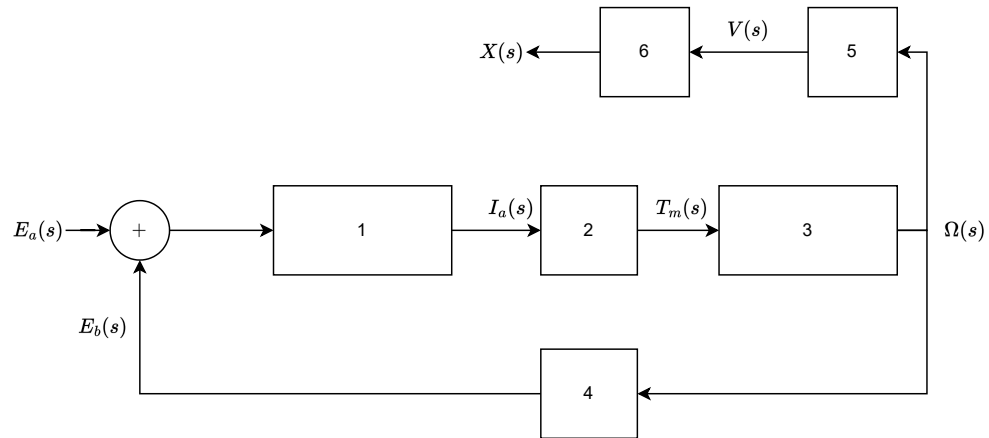 X(s)
6
V(s)
5
E_a(s)
+
1
I_a(s)
2
T_m(s)
3
Ω(s)
E_b(s)
4